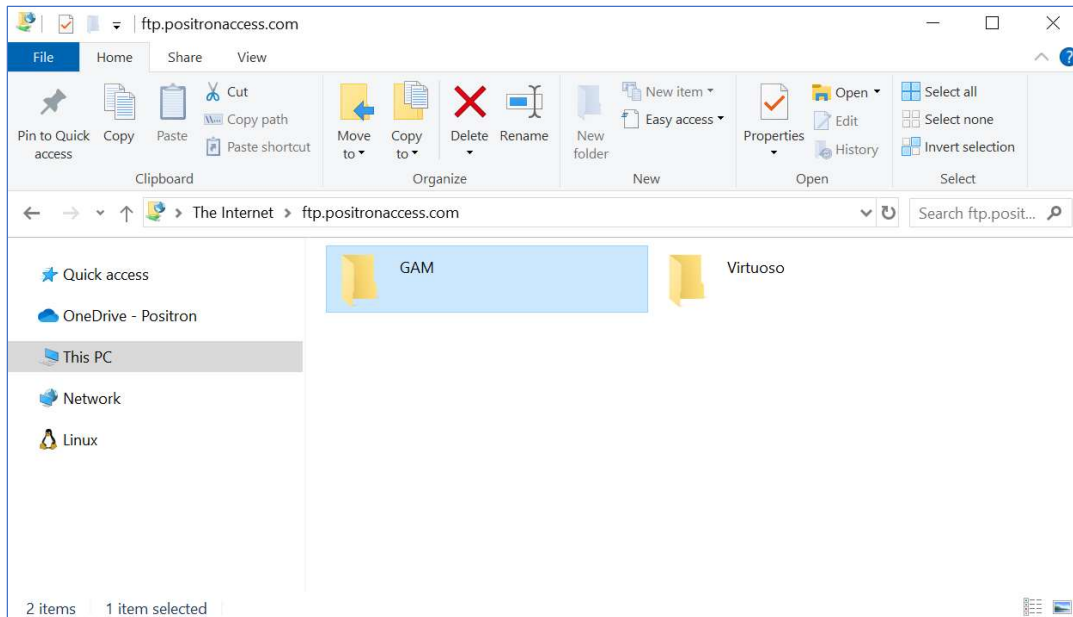 ftp.positronaccess.com
File Home Share View
Pin to Quick access
Copy
Paste
Cut
Copy path
Paste shortcut
Move to
Copy to
Delete
Rename
New folder
New item
Easy access
Properties
Open
Edit
History
Select all
Select none
Invert selection
Clipboard Organize New Open Select
The Internet > ftp.positronaccess.com
Search ftp.posit...
Quick access
OneDrive - Positron
This PC
Network
Linux
GAM
Virtuoso
2 items 1 item selected